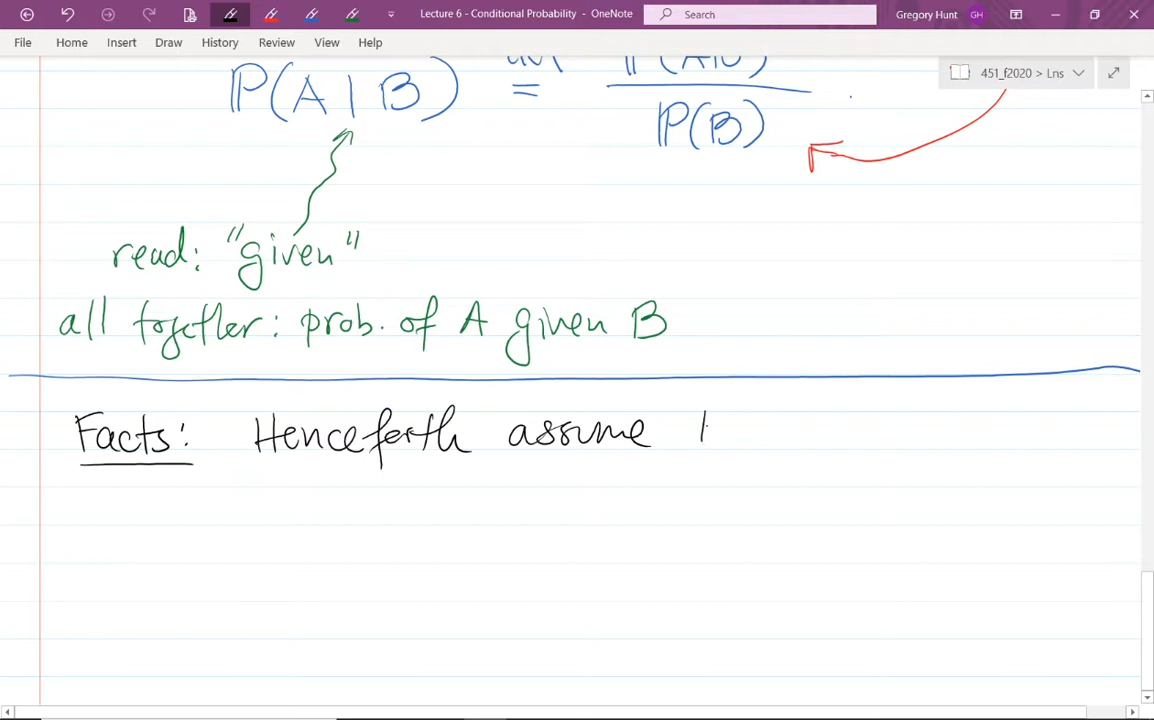 Lecture 6 - Conditional Probability - OneNote
Search
Gregory Hunt
GH
File Home Insert Draw History Review View Help
451_f2020 > Lns
P(A | B) =
P(B)
read: "given"
all together: prob. of A given B
Facts: Henceforth assume